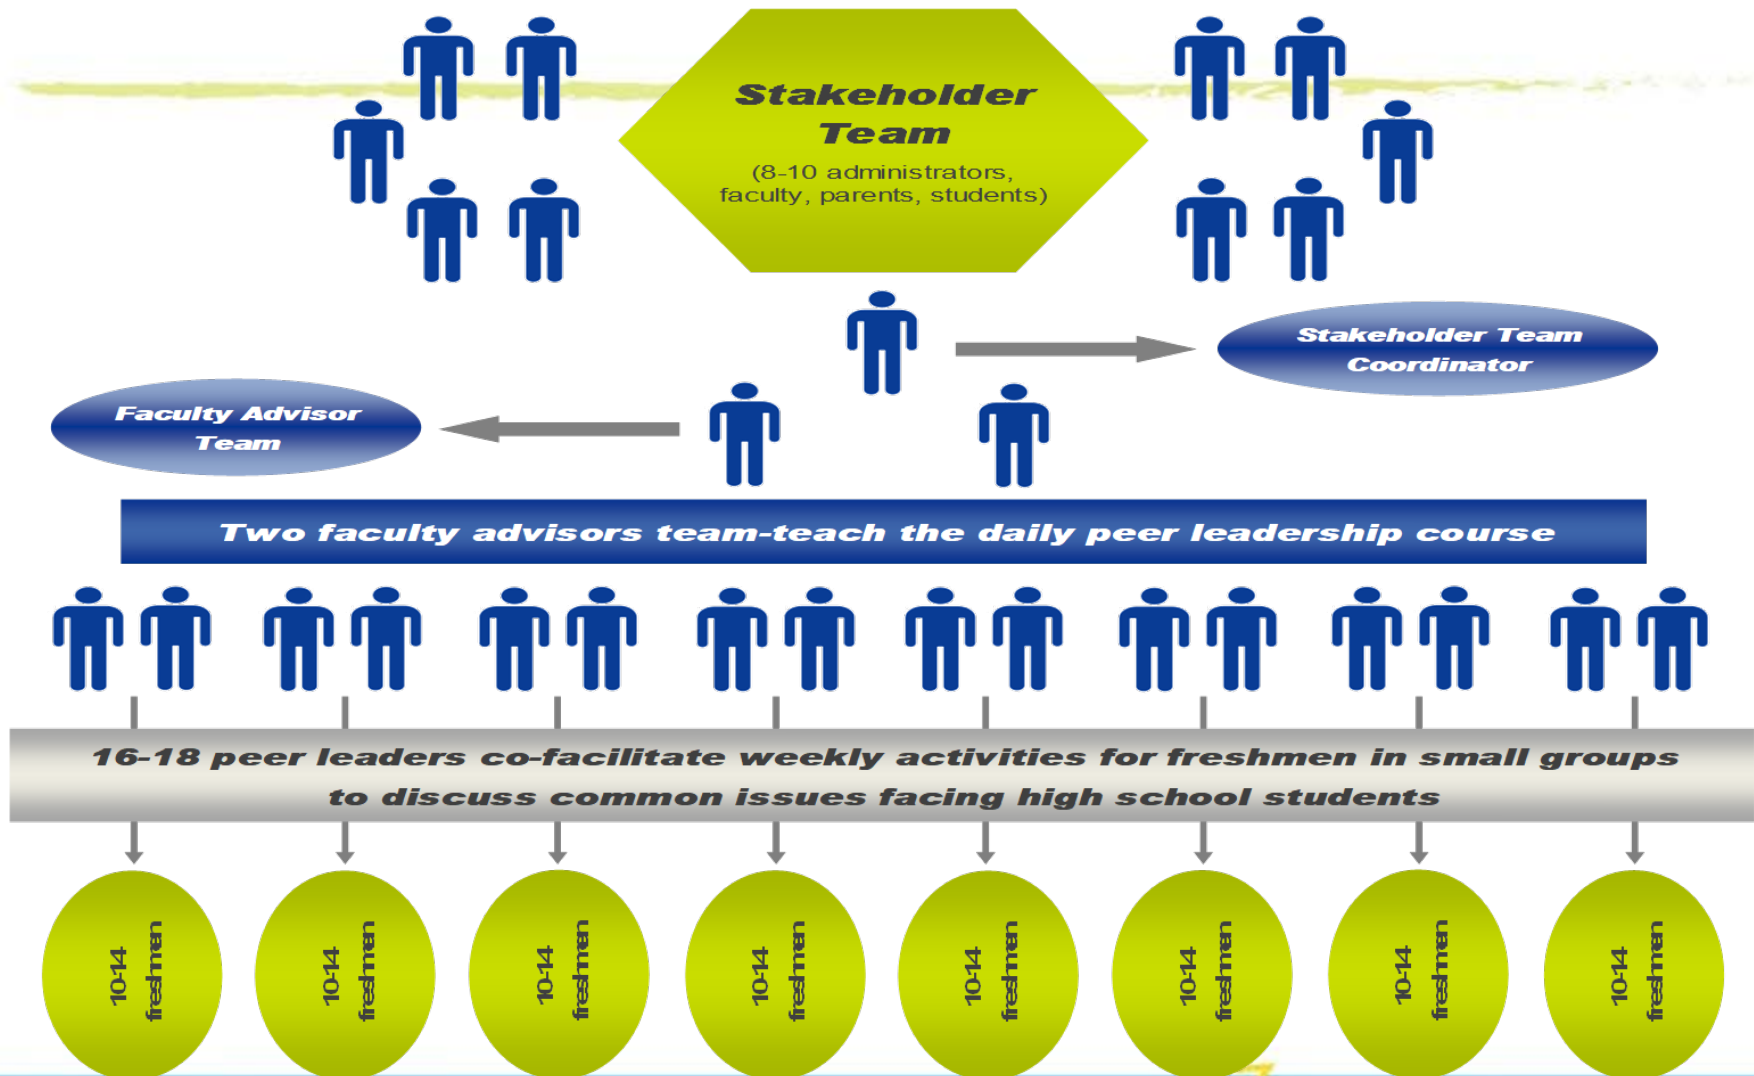 Stakeholder
Team
(8-10 administrators,
faculty, parents, students)
Stakeholder Team
Coordinator
Faculty Advisor
Team
Two faculty advisors team-teach the daily peer leadership course
16-18 peer leaders co-facilitate weekly activities for freshmen in small groups
to discuss common issues facing high school students
10-14
freshmen
10-14
freshmen
10-14
freshmen
10-14
freshmen
10-14
freshmen
10-14
freshmen
10-14
freshmen
10-14
freshmen